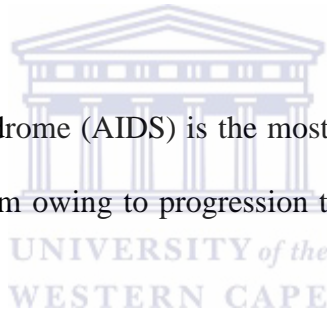 drome (AIDS) is the most
m owing to progression t
UNIVERSITY of the
WESTERN CAPE